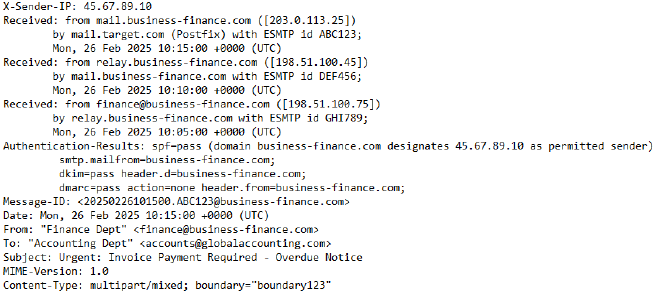 X-Sender-IP: 45.67.89.10
Received: from mail.business-finance.com ([203.0.113.25])
by mail.target.com (Postfix) with ESMTP id ABC123;
Mon, 26 Feb 2025 10:15:00 +0000 (UTC)
Received: from relay.business-finance.com ([198.51.100.45])
by mail.business-finance.com with ESMTP id DEF456;
Mon, 26 Feb 2025 10:10:00 +0000 (UTC)
Received: from finance@business-finance.com ([198.51.100.75])
by relay.business-finance.com with ESMTP id GHI789;
Mon, 26 Feb 2025 10:05:00 +0000 (UTC)
Authentication-Results: spf=pass (domain business-finance.com designates 45.67.89.10 as permitted sender)
smtp.mailfrom=business-finance.com;
dkim=pass header.d=business-finance.com;
dmarc=pass action=none header.from=business-finance.com;
Message-ID: <20250226101500.ABC123@business-finance.com>
Date: Mon, 26 Feb 2025 10:15:00 +0000 (UTC)
From: "Finance Dept" <finance@business-finance.com>
To: "Accounting Dept" <accounts@globalaccounting.com>
Subject: Urgent: Invoice Payment Required - Overdue Notice
MIME-Version: 1.0
Content-Type: multipart/mixed; boundary="boundary123"